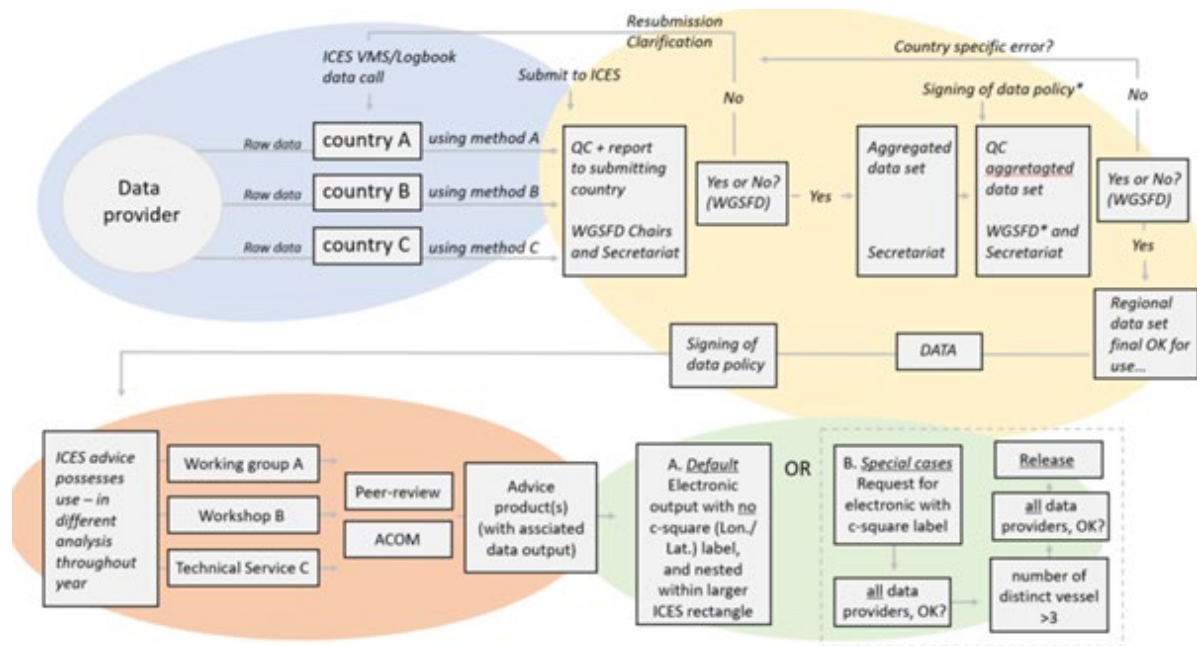 Resubmission
Clarification
ICES VMS/Logbook
data call
Submit to ICES
Country specific error?
No
Signing of data policy*
No
Data
provider
Raw data
country A
using method A
Raw data
country B
using method B
Raw data
country C
using method C
QC + report
to submitting
country
WGSFD Chairs
and Secretariat
Yes or No?
(WGSFD)
Yes
Aggregated
data set
Secretariat
QC
aggretagted
data set
WGSFD* and
Secretariat
Yes or No?
(WGSFD)
Yes
Regional
data set
final OK for
use...
DATA
Signing of
data policy
ICES advice
possesses
use – in
different
analysis
throughout
year
Working group A
Workshop B
Technical Service C
Peer-review
ACOM
Advice
product(s)
(with assciated
data output)
A. Default
Electronic
output with no
c-square (Lon./
Lat.) label,
and nested
within larger
ICES rectangle
OR
B. Special cases
Request for
electronic with
c-square label
all data
providers, OK?
number of
distinct vessel
>3
all data
providers, OK?
Release